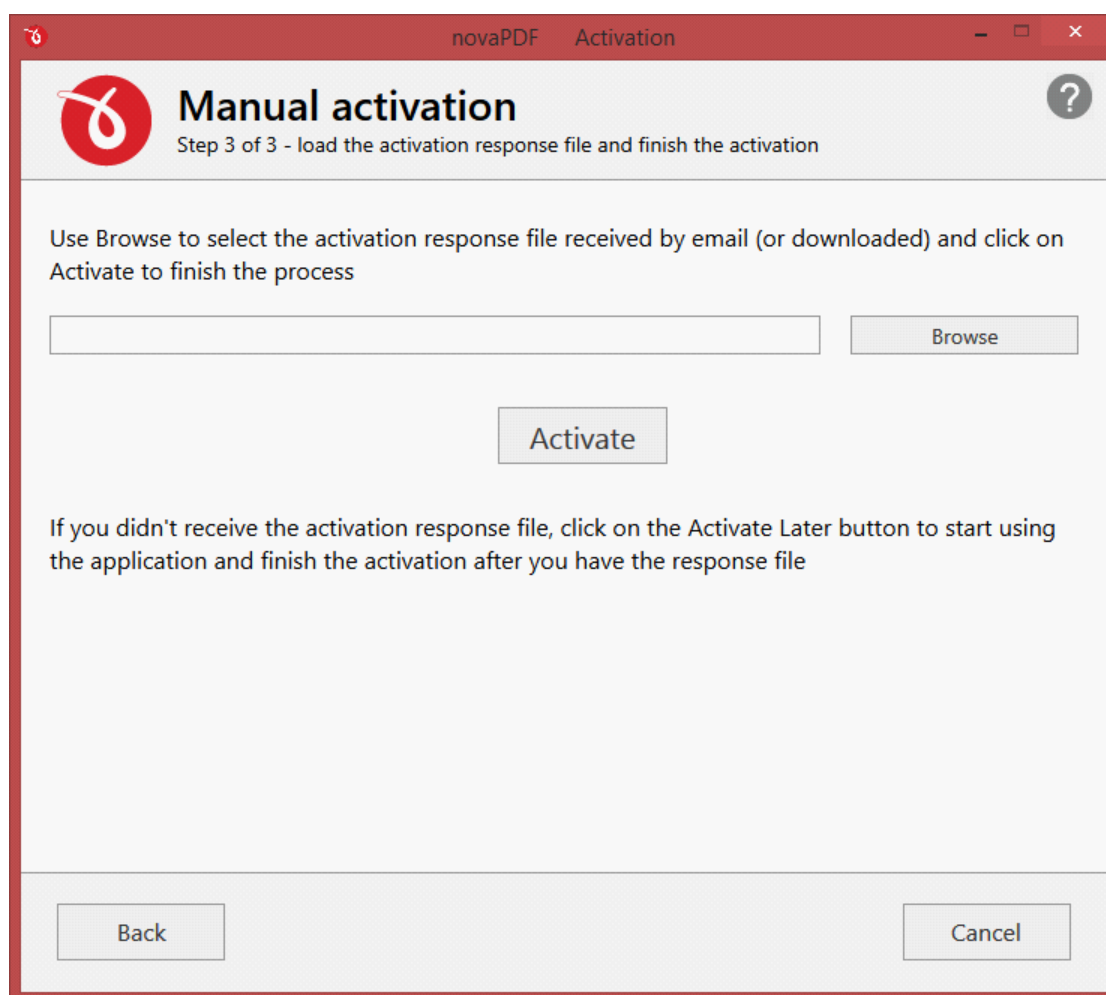 novaPDF Activation
Manual activation
Step 3 of 3 - load the activation response file and finish the activation
Use Browse to select the activation response file received by email (or downloaded) and click on
Activate to finish the process
Browse
Activate
If you didn't receive the activation response file, click on the Activate Later button to start using
the application and finish the activation after you have the response file
Back
Cancel